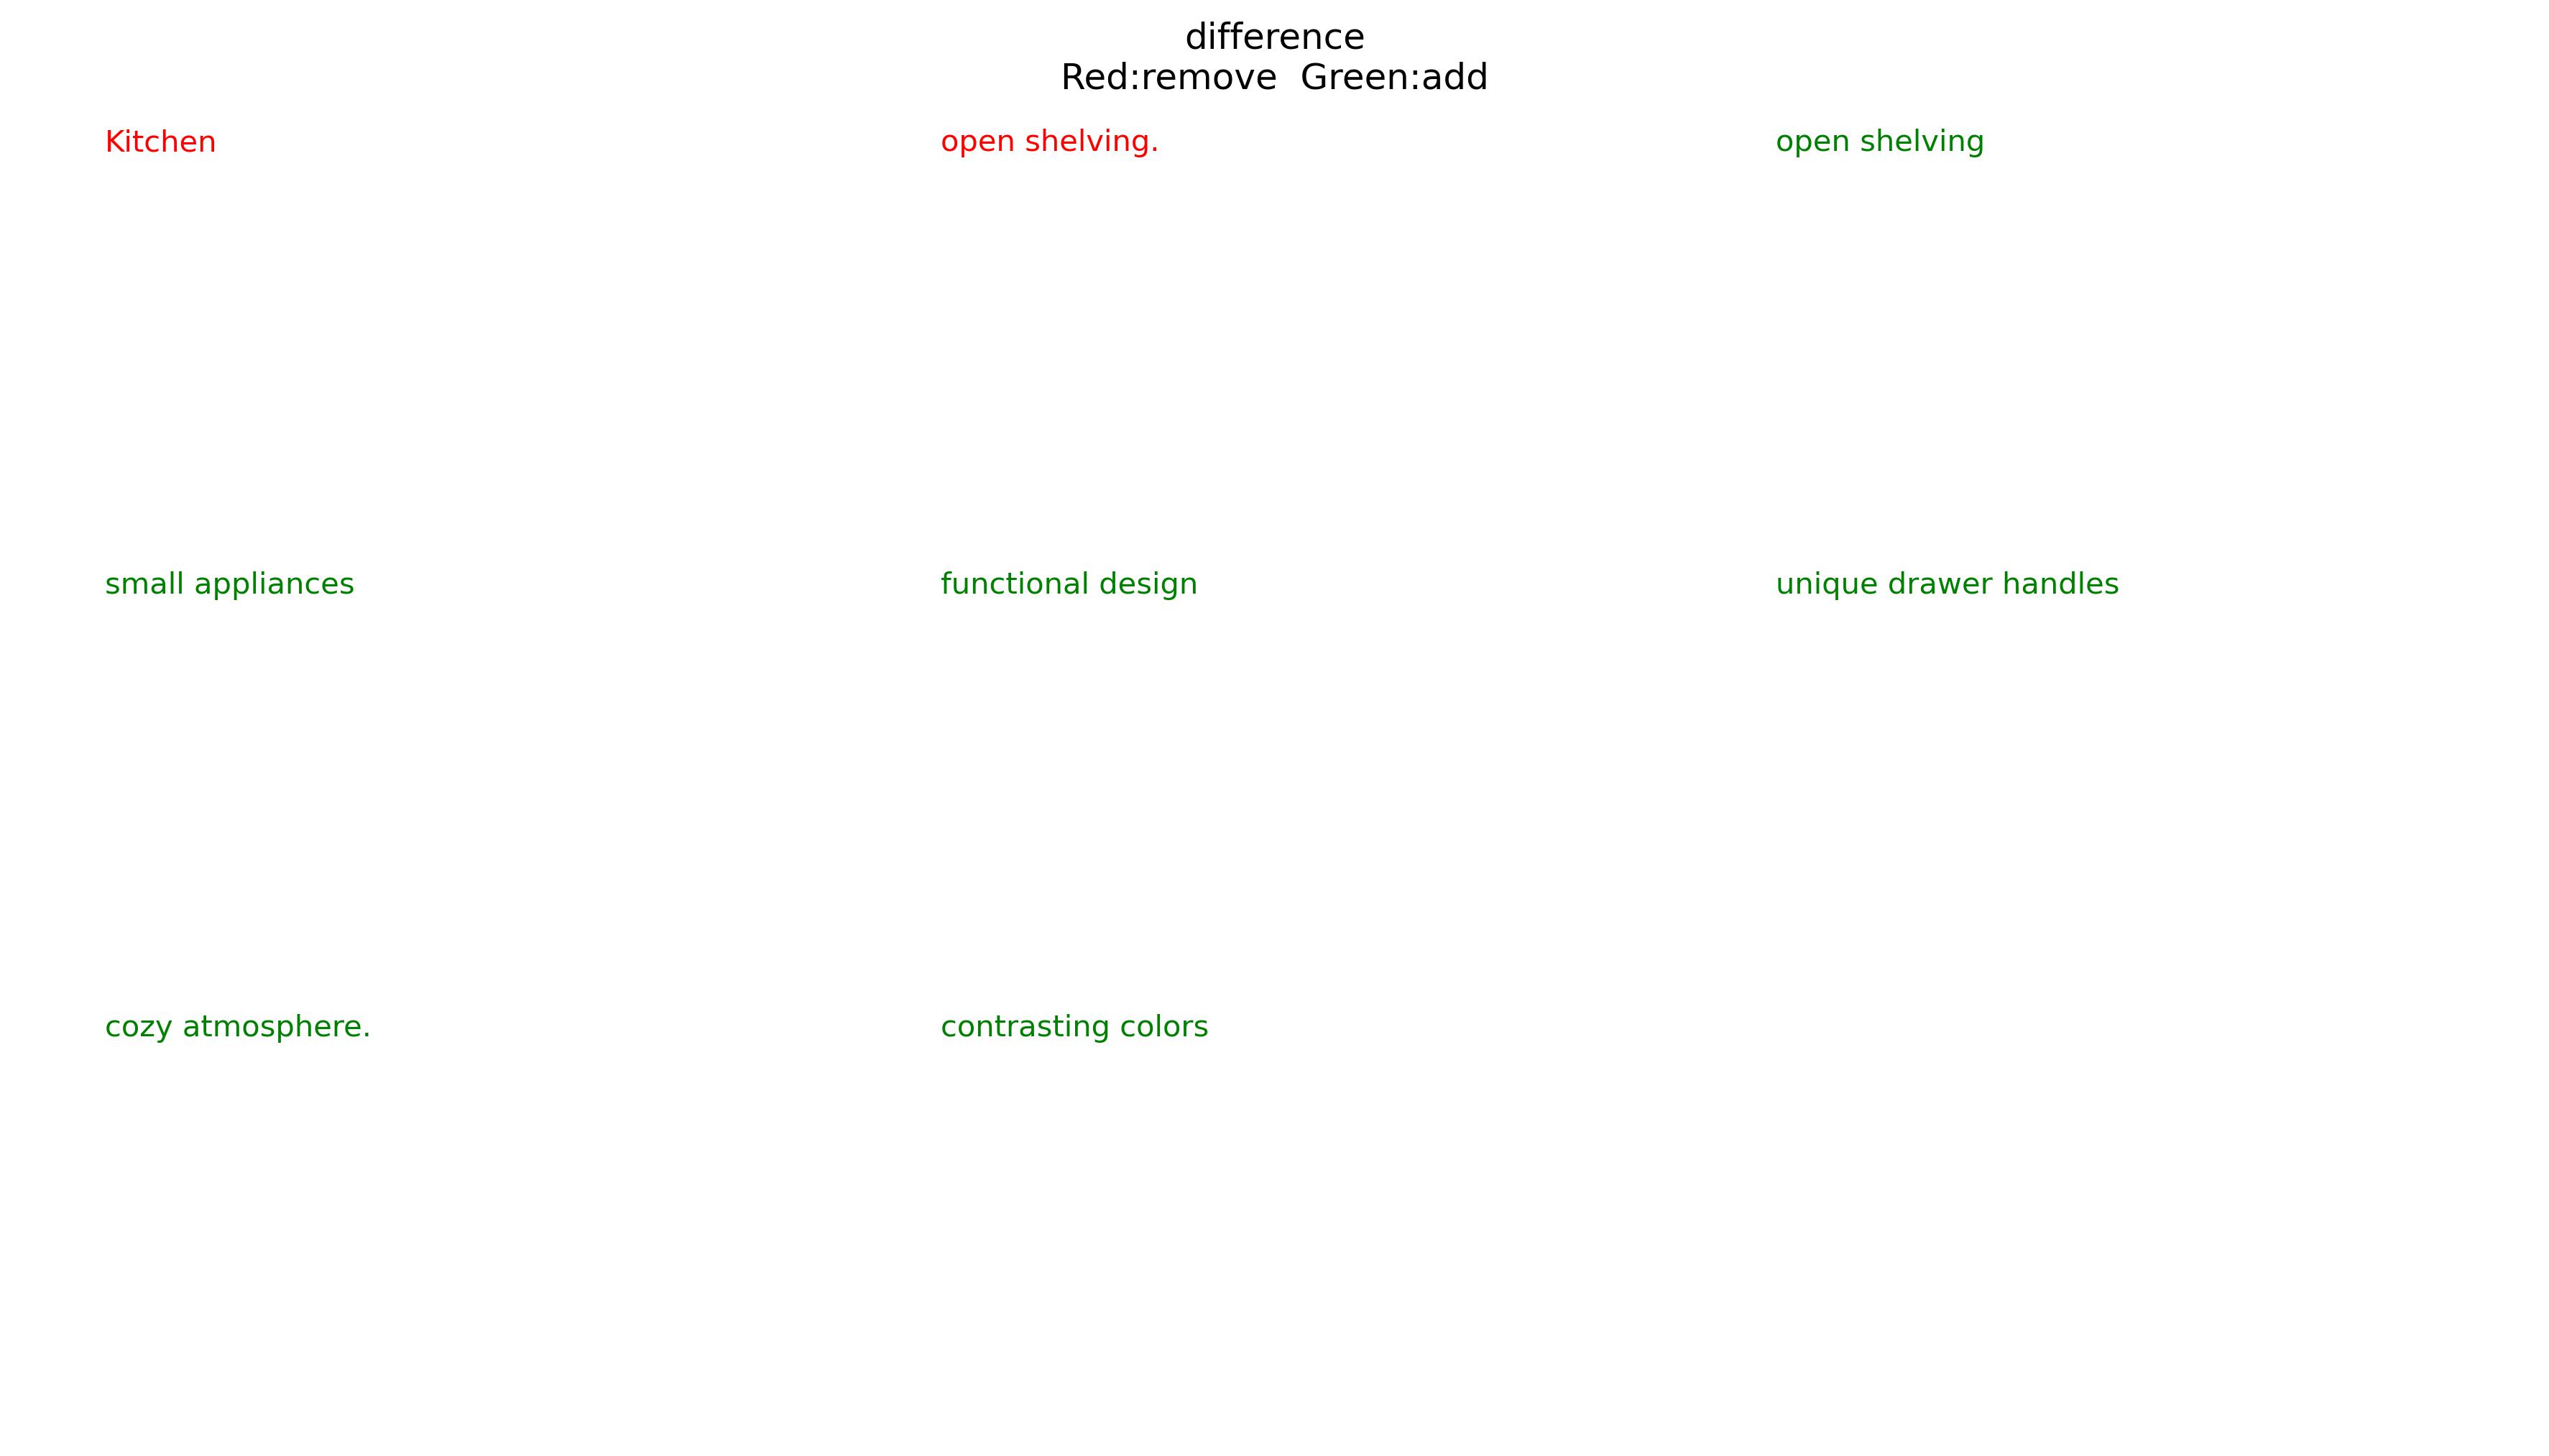 difference
Red:remove  Green:add
Kitchen
open shelving.
open shelving
small appliances
functional design
unique drawer handles
cozy atmosphere.
contrasting colors